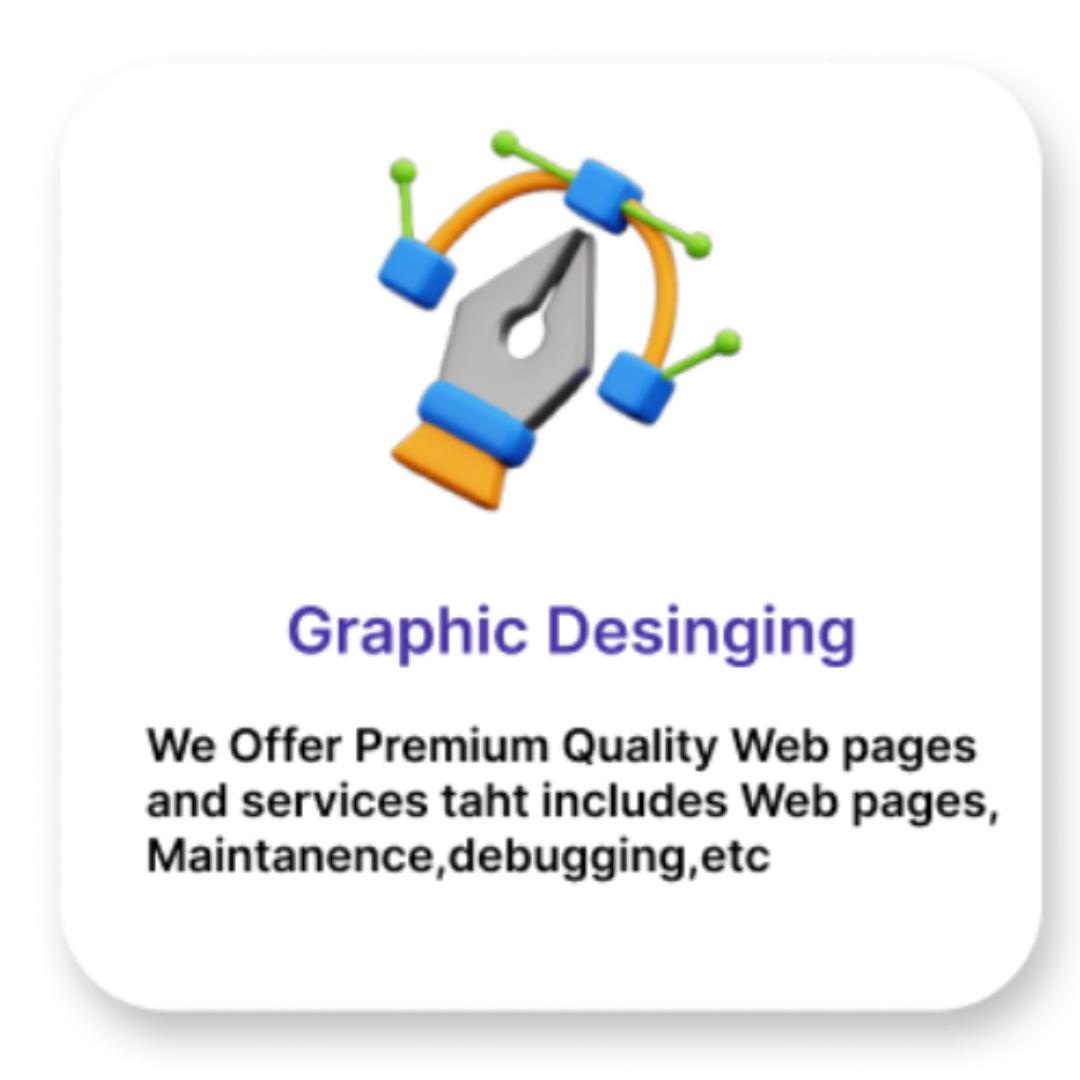 Graphic Desinging
We Offer Premium Quality Web pages
and services taht includes Web pages,
Maintanence,debugging,etc